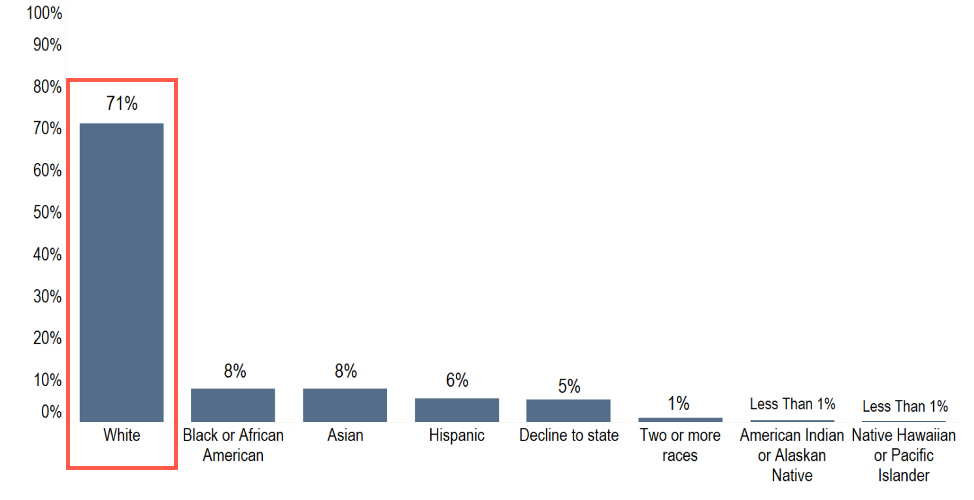 100%
90%
80%
70%
60%
50%
40%
30%
20%
10%
0%
71%
8%
8%
6%
5%
1%
Less Than 1%
Less Than 1%
White
Black or African
American
Asian
Hispanic
Decline to state
Two or more
races
American Indian
or Alaskan
Native
Native Hawaiian
or Pacific
Islander